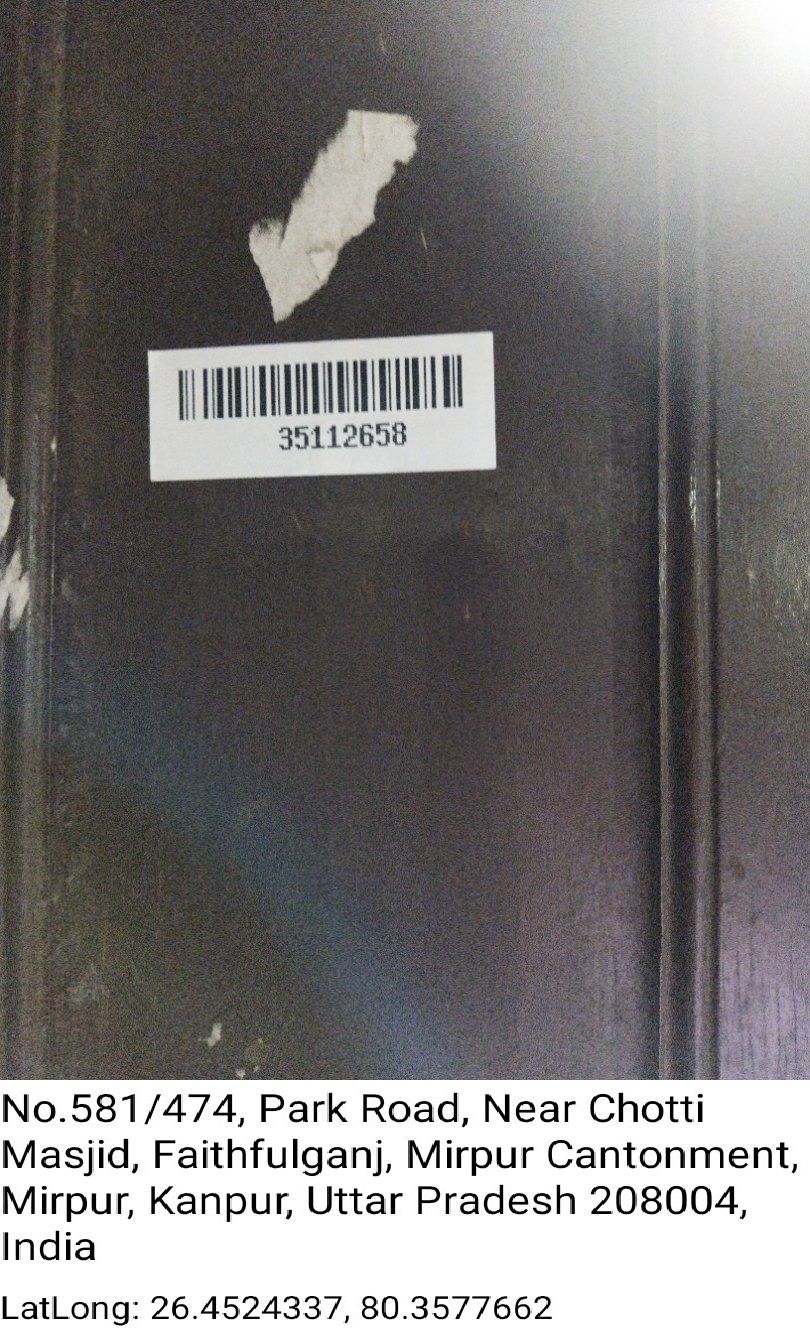 35112658
No.581/474, Park Road, Near Chotti
Masjid, Faithfulganj, Mirpur Cantonment,
Mirpur, Kanpur, Uttar Pradesh 208004,
India
LatLong: 26.4524337, 80.3577662